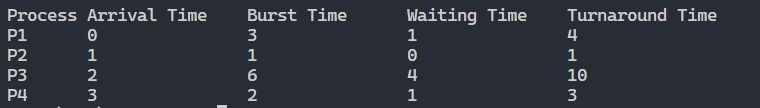 Process Arrival Time Burst Time Waiting Time Turnaround Time
P1 0 3 1 4
P2 1 1 0 1
P3 2 6 4 10
P4 3 2 1 3